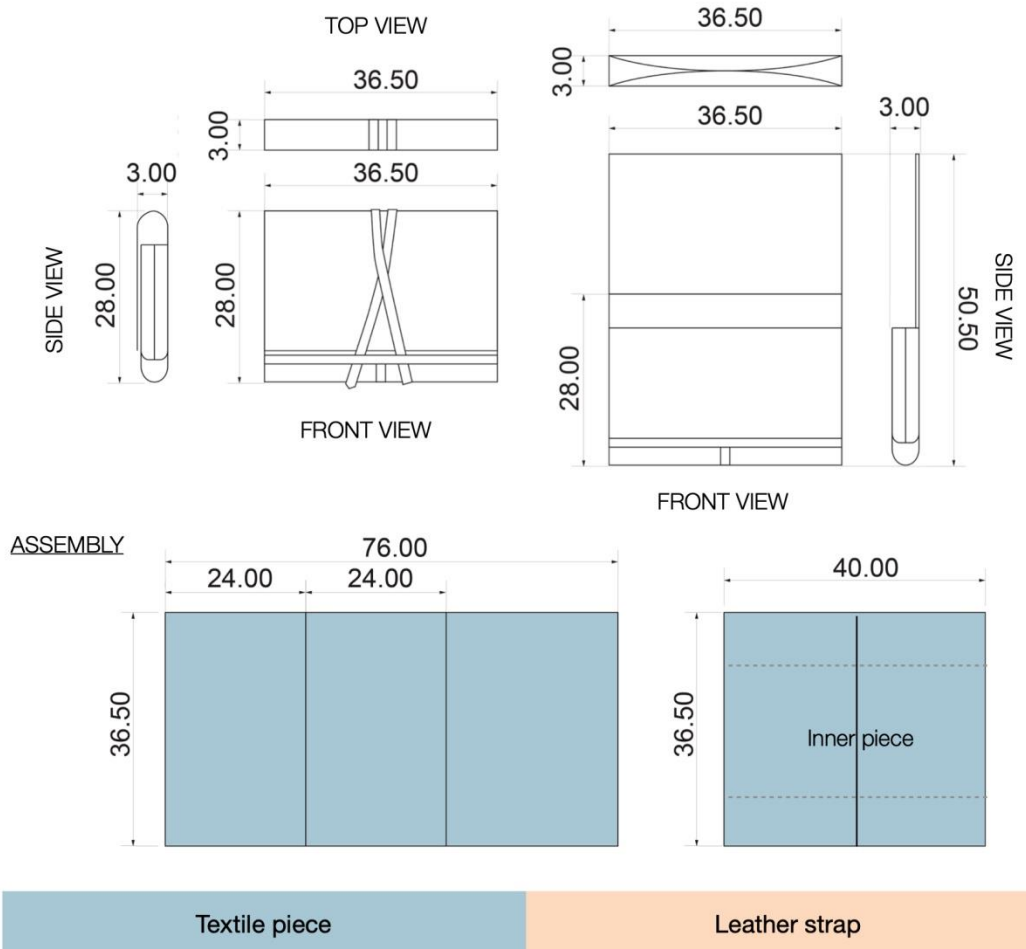 TOP VIEW
36.50
3.00
36.50
3.00
28.00
SIDE VIEW
28.00
FRONT VIEW
36.50
3.00
36.50
3.00
28.00
50.50
SIDE VIEW
FRONT VIEW
ASSEMBLY
76.00
24.00 24.00
36.50
40.00
36.50
Inner piece
Textile piece
Leather strap